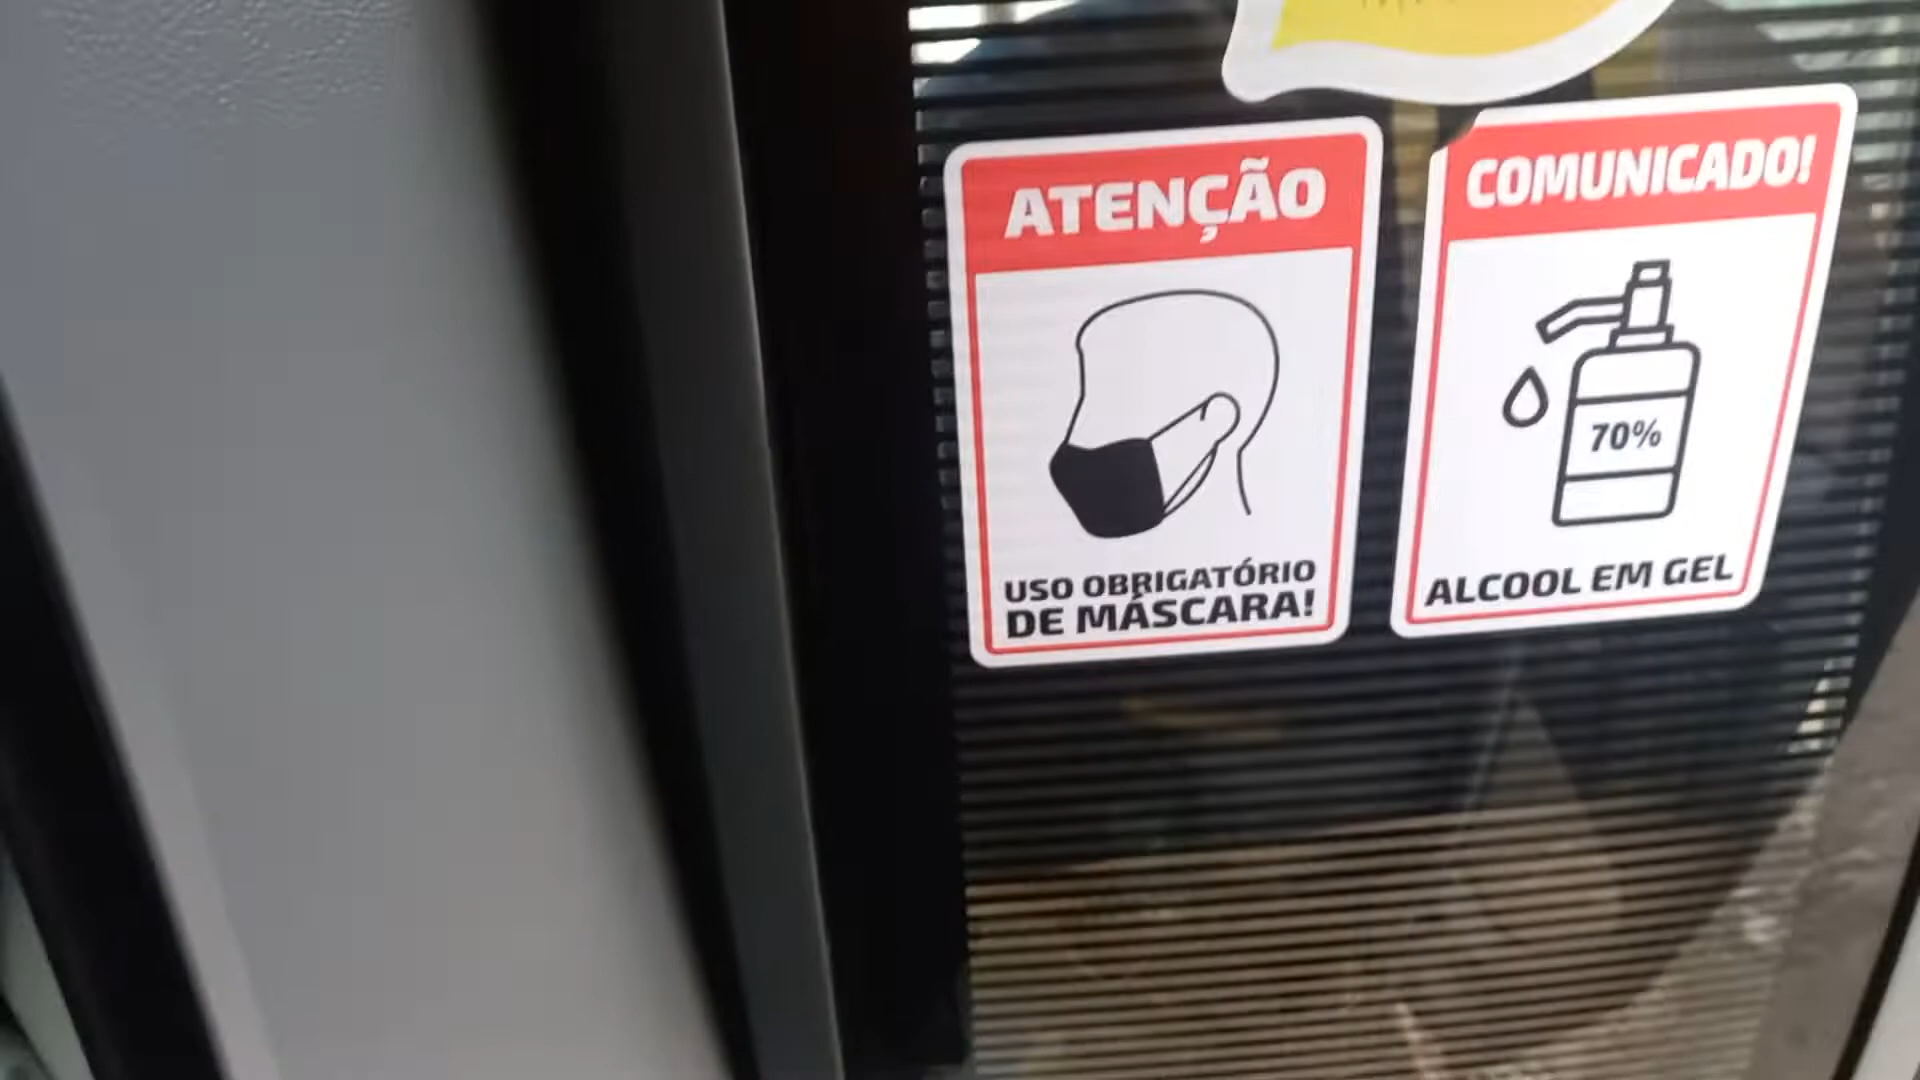 ATENÇÃO
USO OBRIGATÓRIO
DE MÁSCARA!
COMUNICADO!
70%
ALCOOL EM GEL